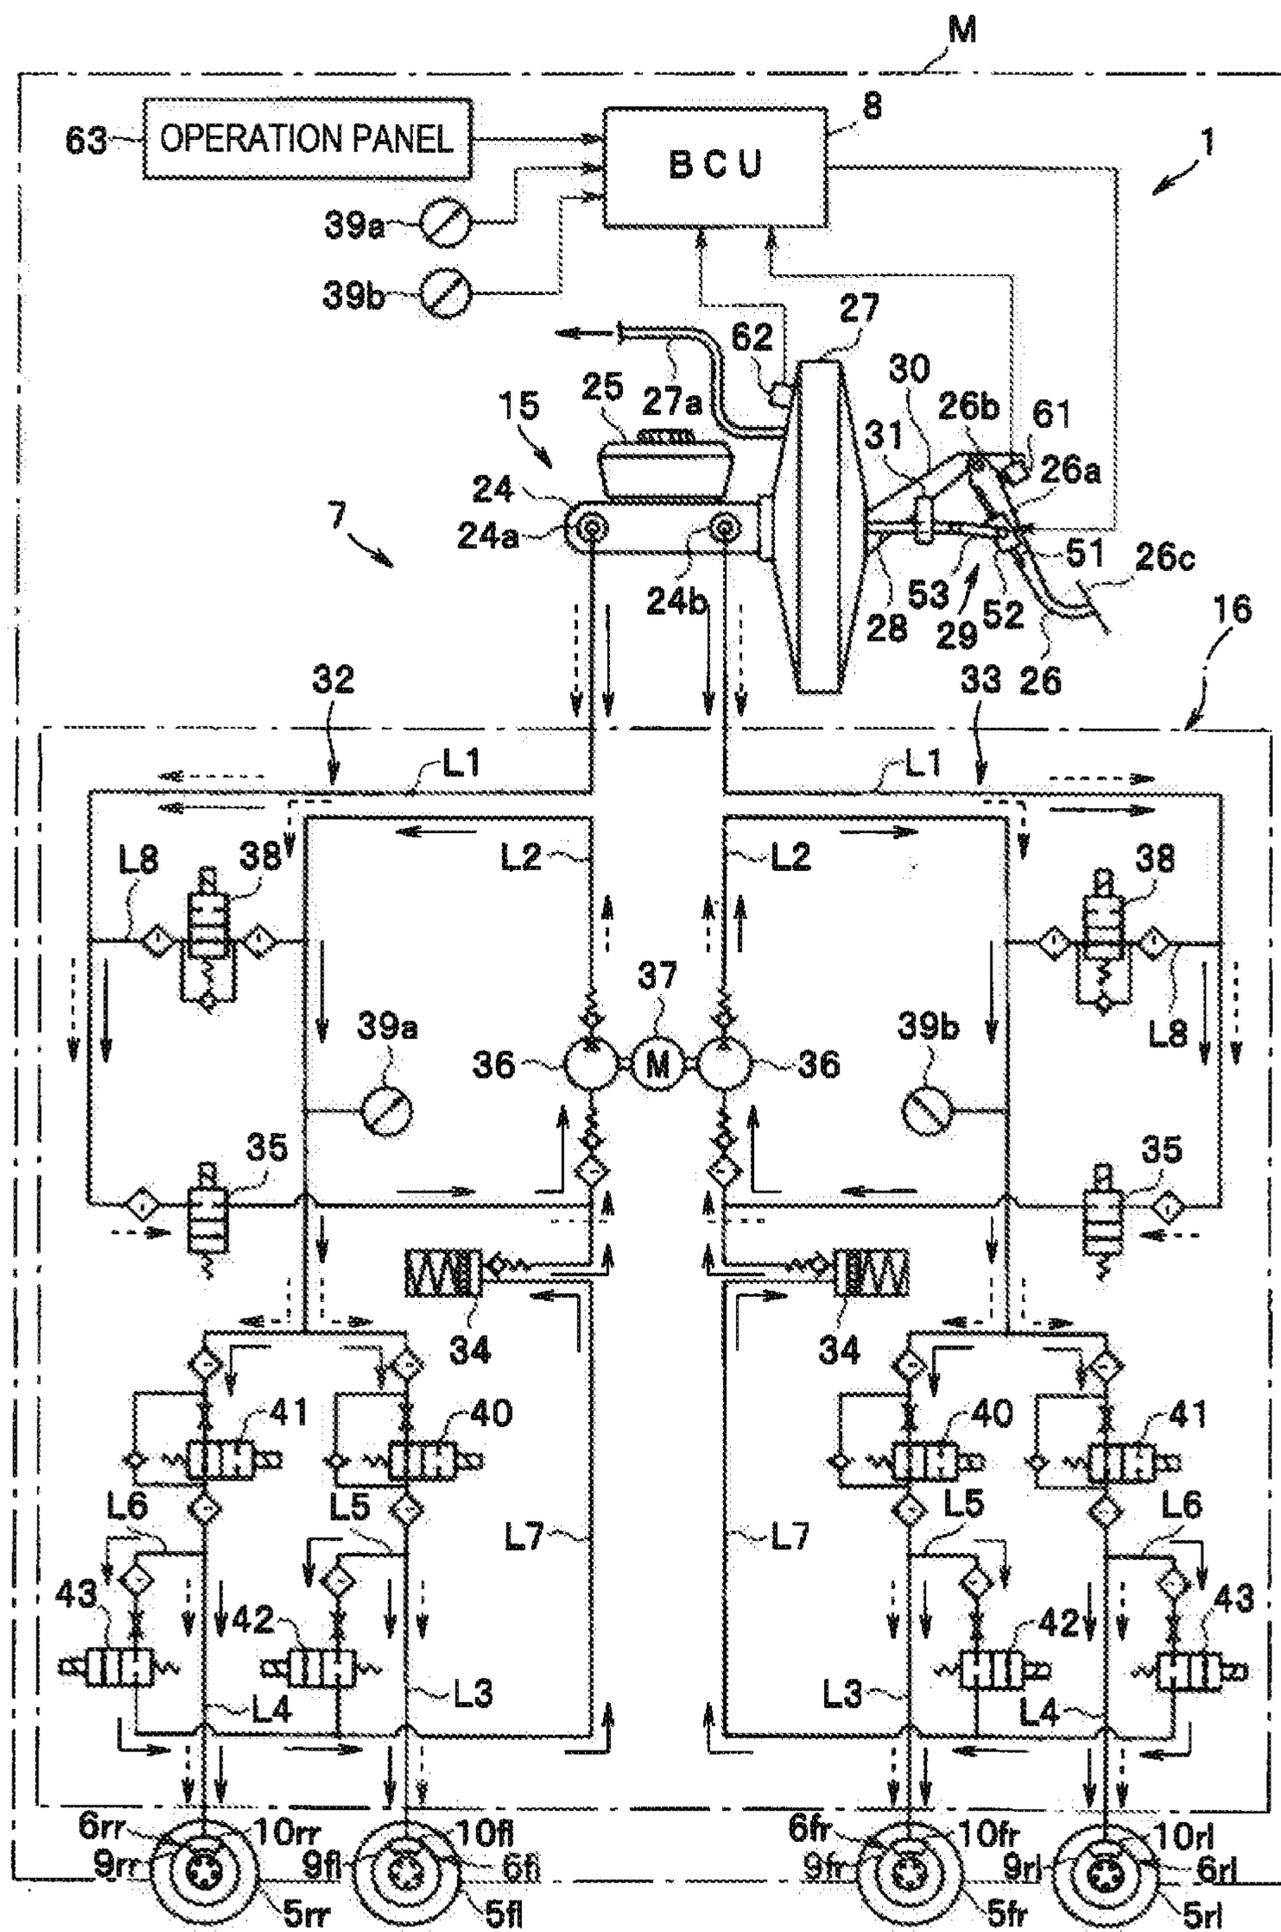 M
63 OPERATION PANEL
8
BCU
1
39a
39b
27
62
30
25
27a
26b
61
15
31
26a
24
7
24a
51
26c
24b
53
52
28
29
16
32
33
26
L1
L1
L2
L2
38
38
L8
L8
37
39a
39b
36
M
36
35
35
34
34
41
40
40
41
L6
L5
L5
L6
L7
L7
43
42
42
43
L3
L3
L4
L4
6rr
10rr
10fl
6fr
10fr
10rl
9rr
9fl
6fl
9fr
9rl
6rl
5rr
5fl
5fr
5rl